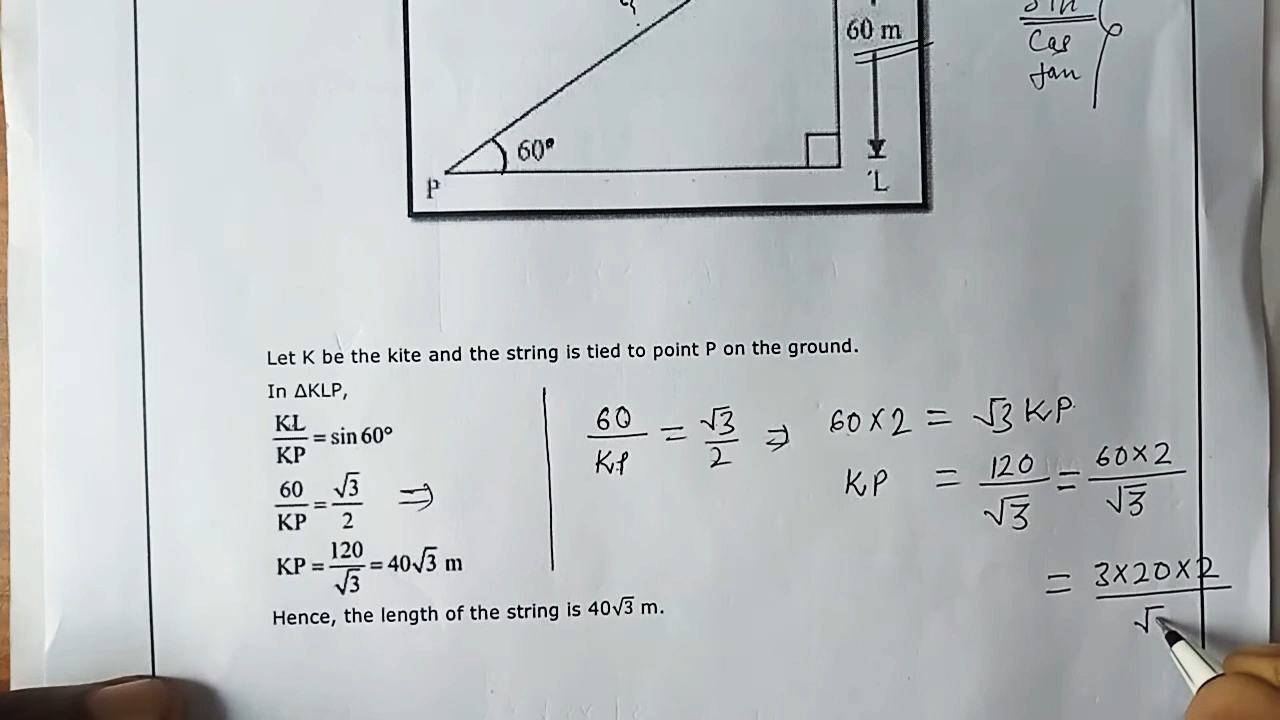 60 m
Cos
tan
60°
P
L
Let K be the kite and the string is tied to point P on the ground.
In ΔKLP,
KL/KP = sin 60°
60/KP = √3/2 ⇒
KP = 120/√3 = 40√3 m
Hence, the length of the string is 40√3 m.
60/KP = √3/2 ⇒ 60×2 = √3 KP
KP = 120/√3 = 60×2/√3
= 3×20×2/√